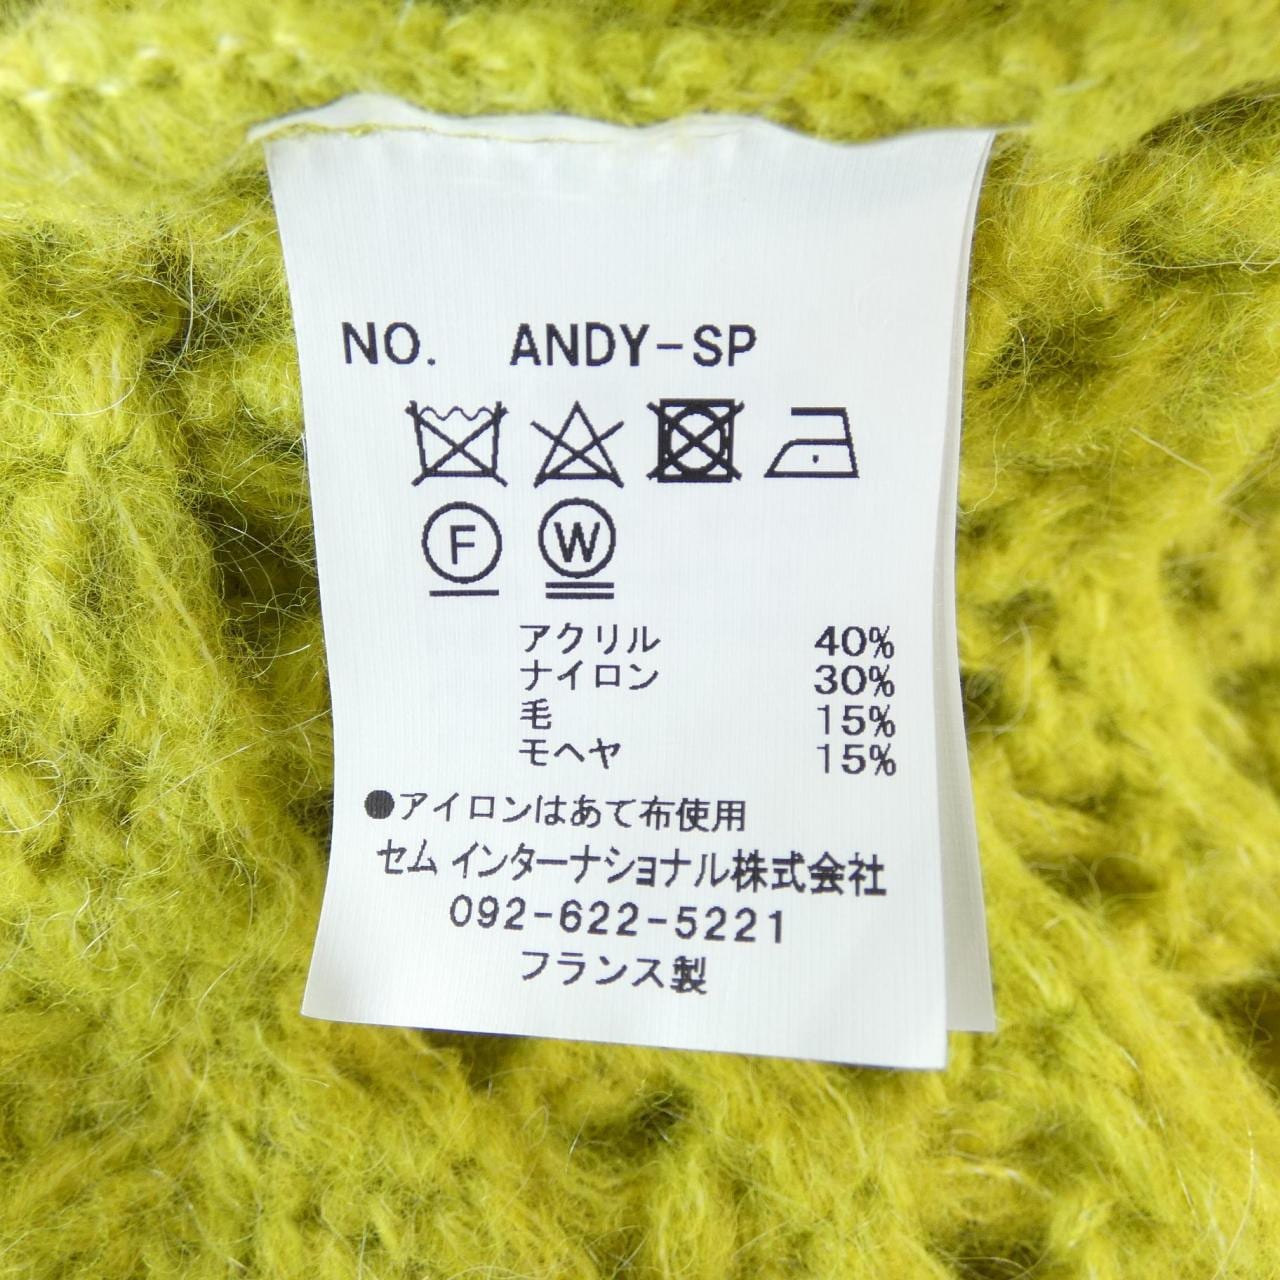 NO. ANDY-SP
F W
アクリル 40%
ナイロン 30%
毛 15%
モヘヤ 15%
●アイロンはあて布使用
セム インターナショナル株式会社
092-622-5221
フランス製